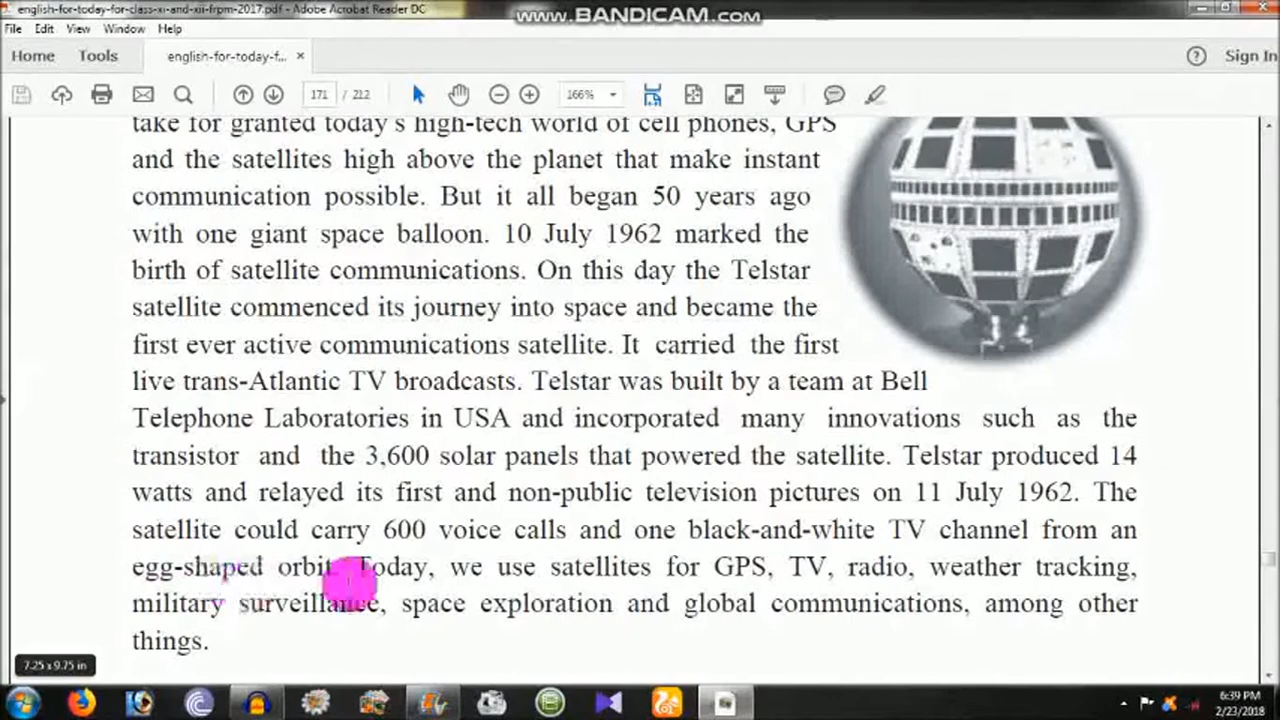 english-for-today-for-class-xi-and-xii-frpm-2017.pdf - Adobe Acrobat Reader DC
www.BANDICAM.com
File Edit View Window Help
Home Tools english-for-today-f... × ? Sign In
171 / 212 166%
take for granted today's high-tech world of cell phones, GPS
and the satellites high above the planet that make instant
communication possible. But it all began 50 years ago
with one giant space balloon. 10 July 1962 marked the
birth of satellite communications. On this day the Telstar
satellite commenced its journey into space and became the
first ever active communications satellite. It carried the first
live trans-Atlantic TV broadcasts. Telstar was built by a team at Bell
Telephone Laboratories in USA and incorporated many innovations such as the
transistor and the 3,600 solar panels that powered the satellite. Telstar produced 14
watts and relayed its first and non-public television pictures on 11 July 1962. The
satellite could carry 600 voice calls and one black-and-white TV channel from an
egg-shaped orbit. Today, we use satellites for GPS, TV, radio, weather tracking,
military surveillance, space exploration and global communications, among other
things.
7.25 x 9.75 in
6:39 PM
2/23/2018